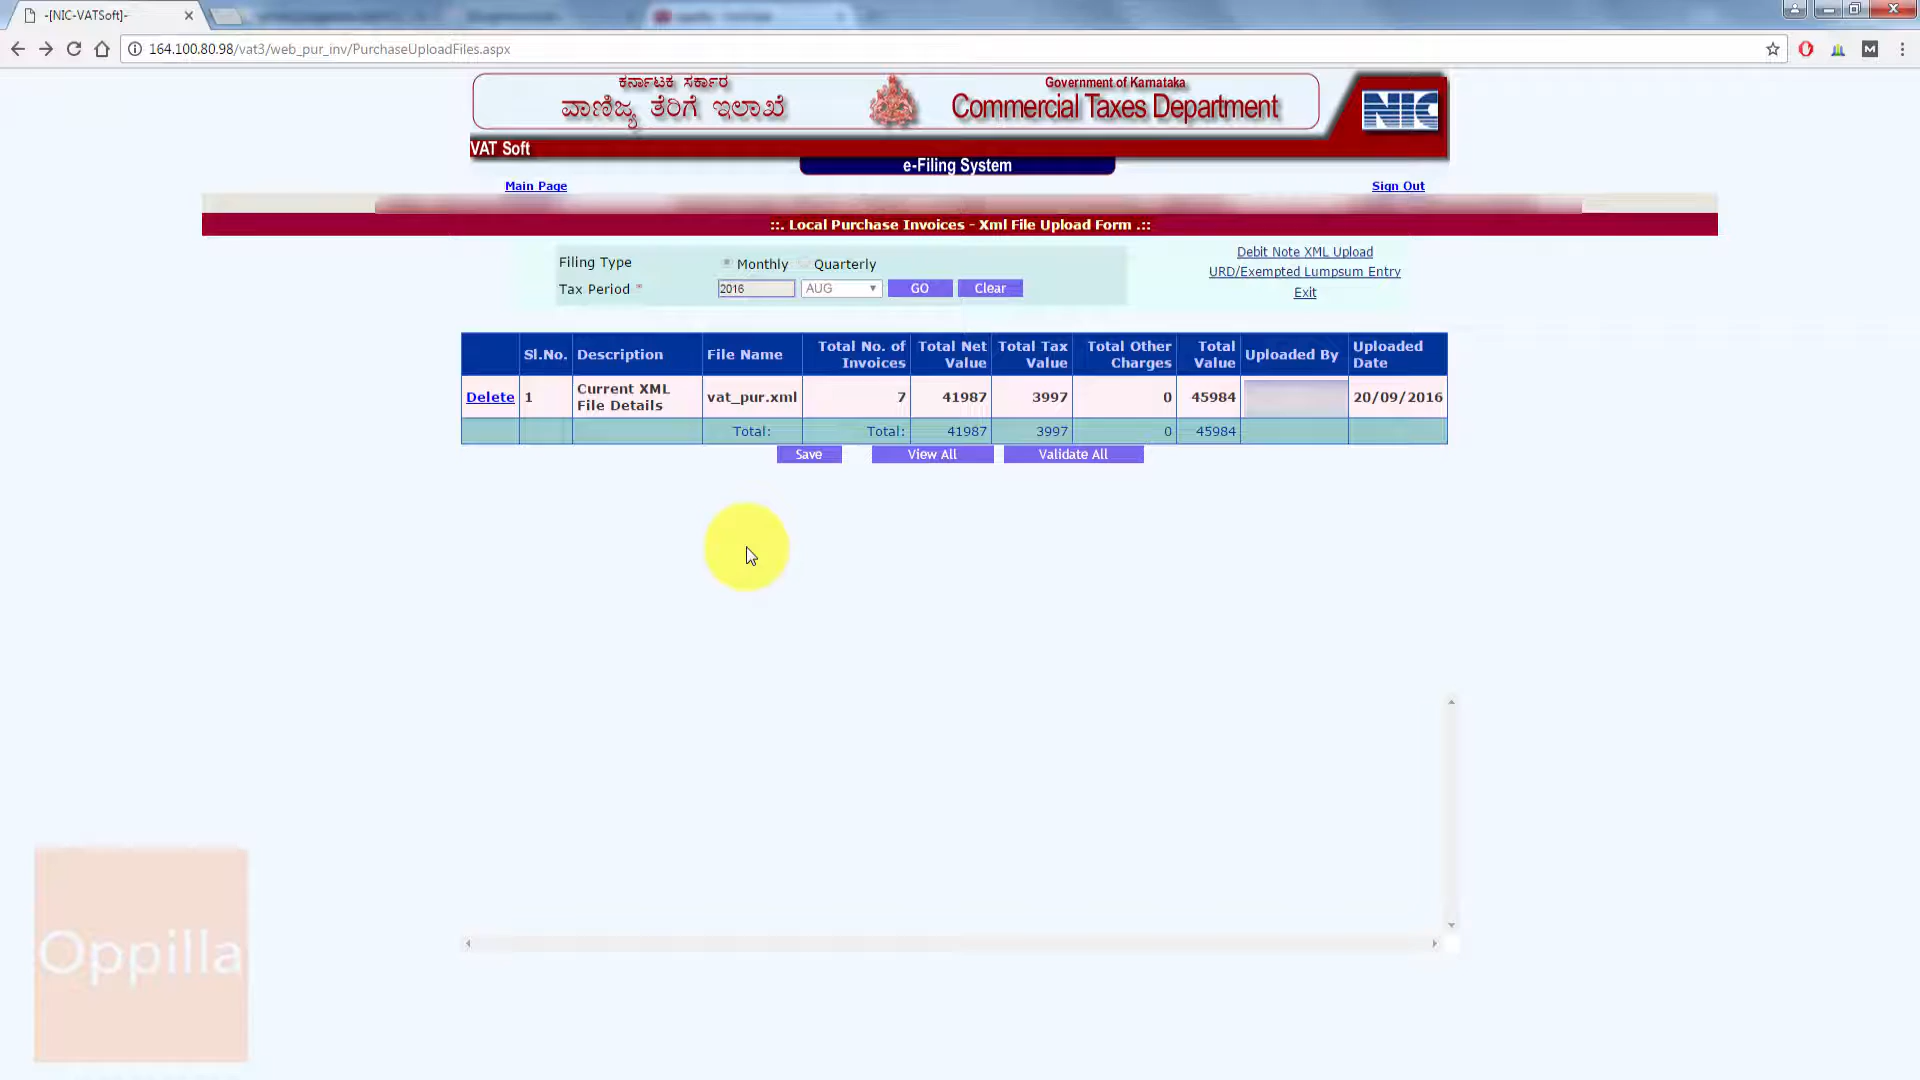 -[NIC-VATSoft]-
164.100.80.98/vat3/web_pur_inv/PurchaseUploadFiles.aspx
ಕರ್ನಾಟಕ ಸರ್ಕಾರ
ವಾಣಿಜ್ಯ ತೆರಿಗೆ ಇಲಾಖೆ
Government of Karnataka
Commercial Taxes Department
NIC
VAT Soft
e-Filing System
Main Page
Sign Out
::. Local Purchase Invoices - Xml File Upload Form .::
Filing Type Monthly Quarterly
Tax Period * 2016 AUG GO Clear
Debit Note XML Upload
URD/Exempted Lumpsum Entry
Exit
Sl.No. Description File Name Total No. of Invoices Total Net Value Total Tax Value Total Other Charges Total Value Uploaded By Uploaded Date
Delete 1 Current XML File Details vat_pur.xml 7 41987 3997 0 45984 20/09/2016
Total: Total: 41987 3997 0 45984
Save View All Validate All
Oppilla